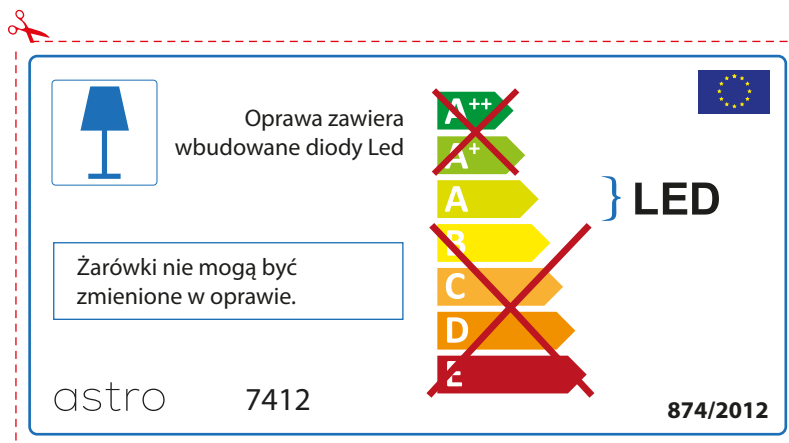 Oprawa zawiera
wbudowane diody Led
A++
A+
A
LED
B
C
D
E
Żarówki nie mogą być
zmienione w oprawie.
astro
7412
874/2012